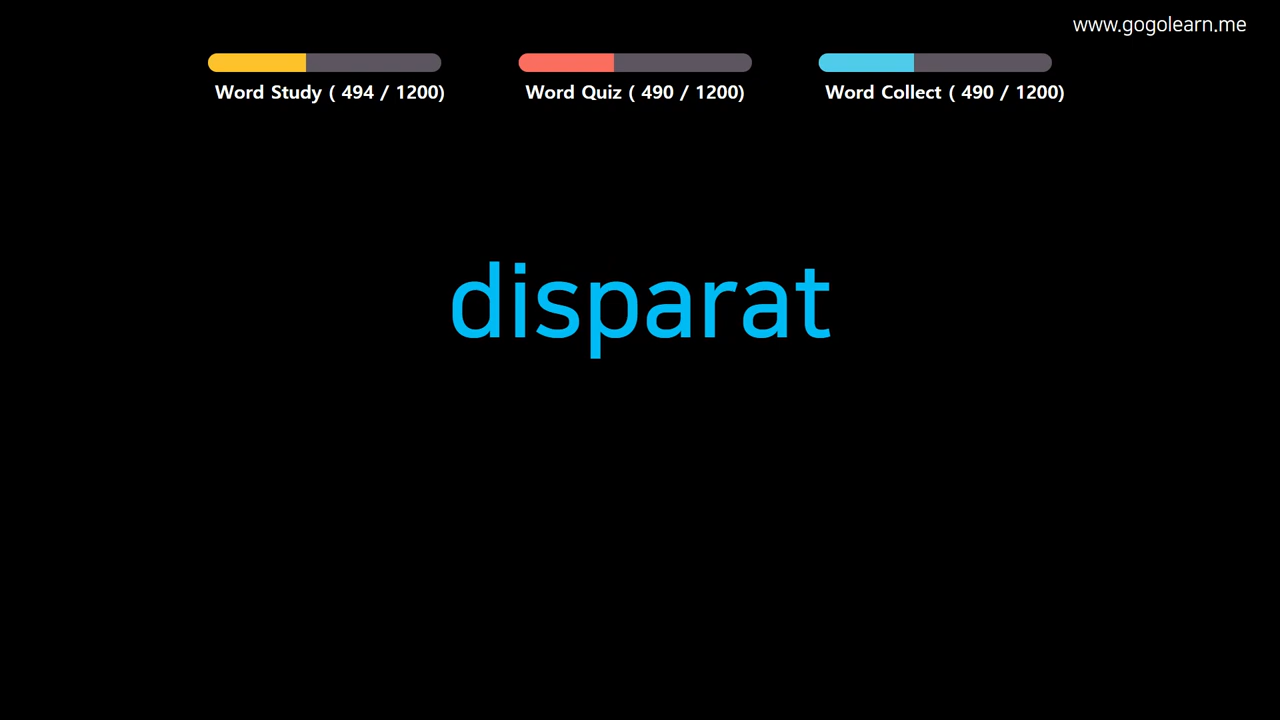 www.gogolearn.me
Word Study ( 494 / 1200)
Word Quiz ( 490 / 1200)
Word Collect ( 490 / 1200)
disparat